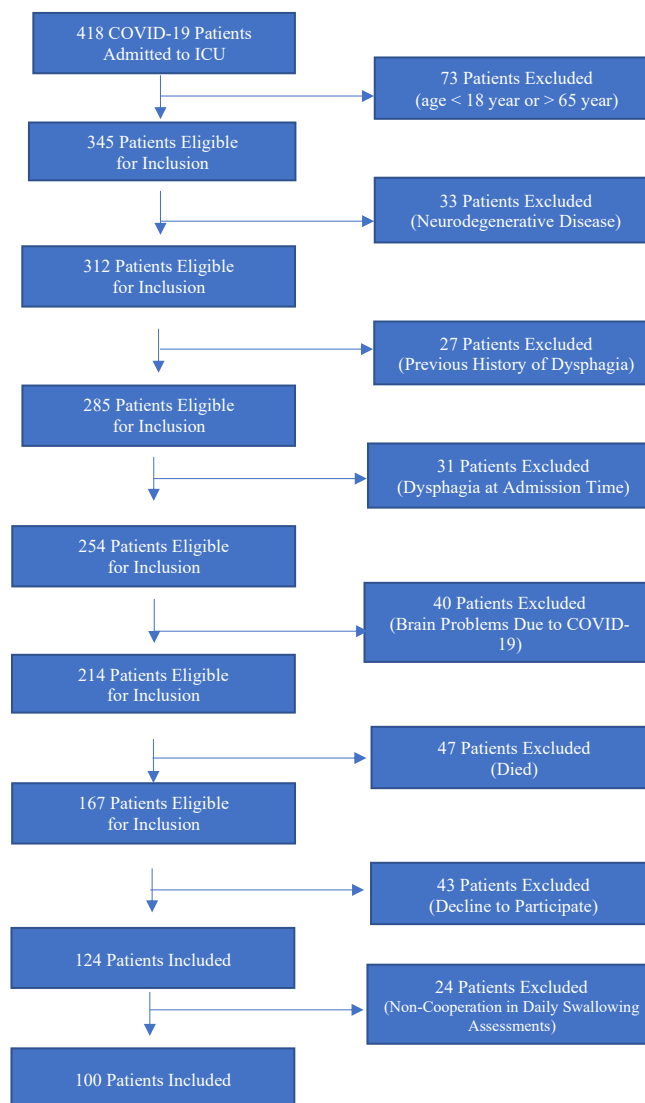 418 COVID-19 Patients
Admitted to ICU
73 Patients Excluded
(age < 18 year or > 65 year)
345 Patients Eligible
for Inclusion
33 Patients Excluded
(Neurodegenerative Disease)
312 Patients Eligible
for Inclusion
27 Patients Excluded
(Previous History of Dysphagia)
285 Patients Eligible
for Inclusion
31 Patients Excluded
(Dysphagia at Admission Time)
254 Patients Eligible
for Inclusion
40 Patients Excluded
(Brain Problems Due to COVID-
19)
214 Patients Eligible
for Inclusion
47 Patients Excluded
(Died)
167 Patients Eligible
for Inclusion
43 Patients Excluded
(Decline to Participate)
124 Patients Included
24 Patients Excluded
(Non-Cooperation in Daily Swallowing
Assessments)
100 Patients Included